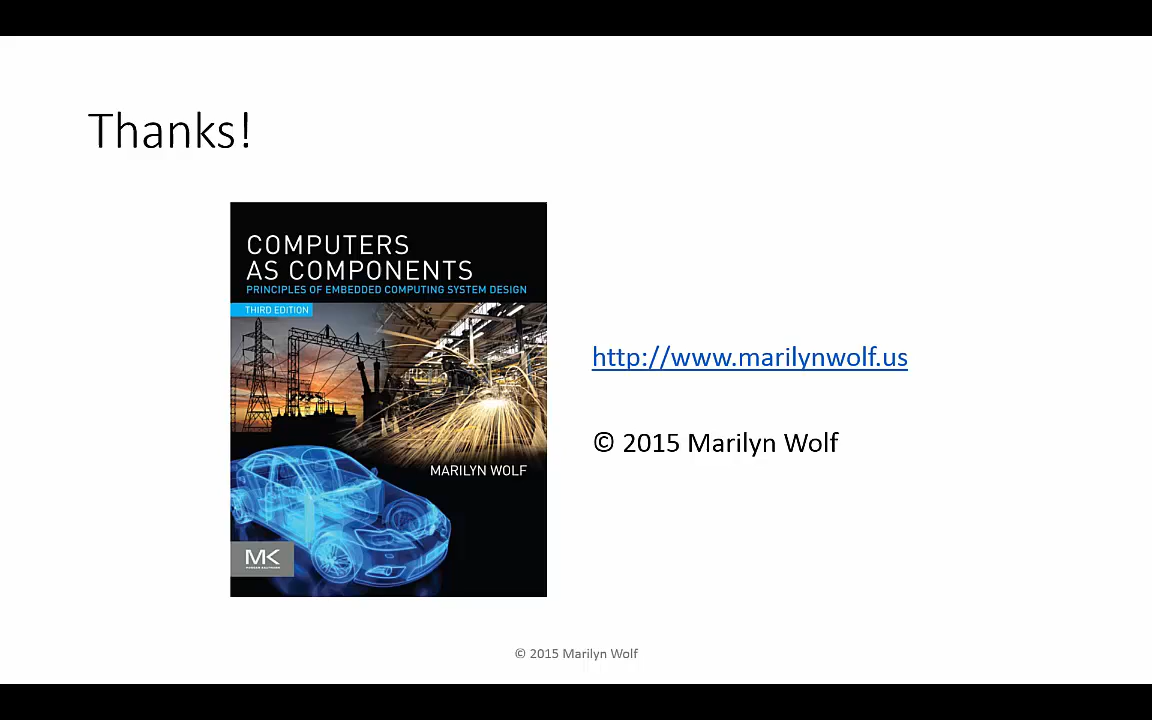 Thanks!
COMPUTERS
AS COMPONENTS
PRINCIPLES OF EMBEDDED COMPUTING SYSTEM DESIGN
THIRD EDITION
MARILYN WOLF
MK
http://www.marilynwolf.us
© 2015 Marilyn Wolf
© 2015 Marilyn Wolf